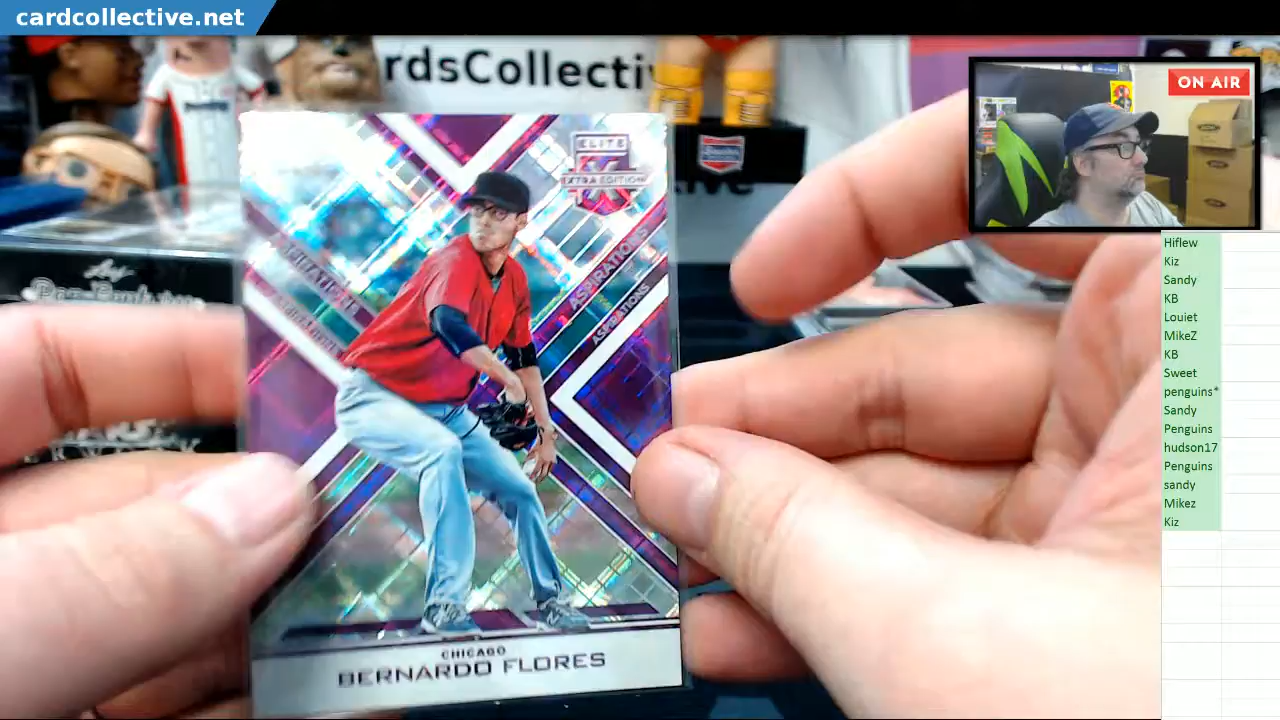 cardcollective.net
rdsCollecti
ON AIR
ELITE
EXTRA EDITION
ASPIRATIONS
ASPIRATIONS
CHICAGO
BERNARDO FLORES
Leaf
Hiflew
Kiz
Sandy
KB
Louiet
MikeZ
KB
Sweet
penguins*
Sandy
Penguins
hudson17
Penguins
sandy
Mikez
Kiz